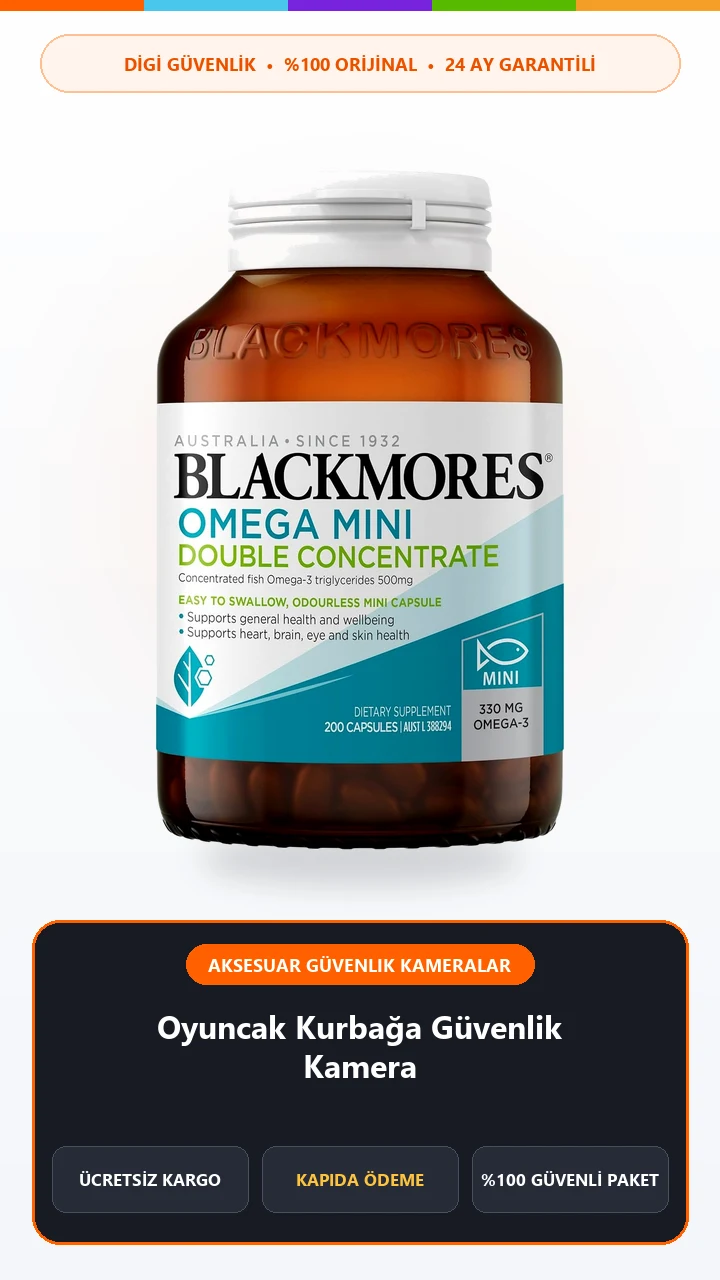 DİGİ GÜVENLİK • %100 ORİJİNAL • 24 AY GARANTİLİ
BLACKMORES
AUSTRALIA • SINCE 1932
BLACKMORES®
OMEGA MINI
DOUBLE CONCENTRATE
Concentrated fish Omega-3 triglycerides 500mg
EASY TO SWALLOW, ODOURLESS MINI CAPSULE
• Supports general health and wellbeing
• Supports heart, brain, eye and skin health
MINI
330 MG
OMEGA-3
DIETARY SUPPLEMENT
200 CAPSULES | AUST L 388294
AKSESUAR GÜVENLIK KAMERALAR
Oyuncak Kurbağa Güvenlik
Kamera
ÜCRETSİZ KARGO
KAPIDA ÖDEME
%100 GÜVENLİ PAKET